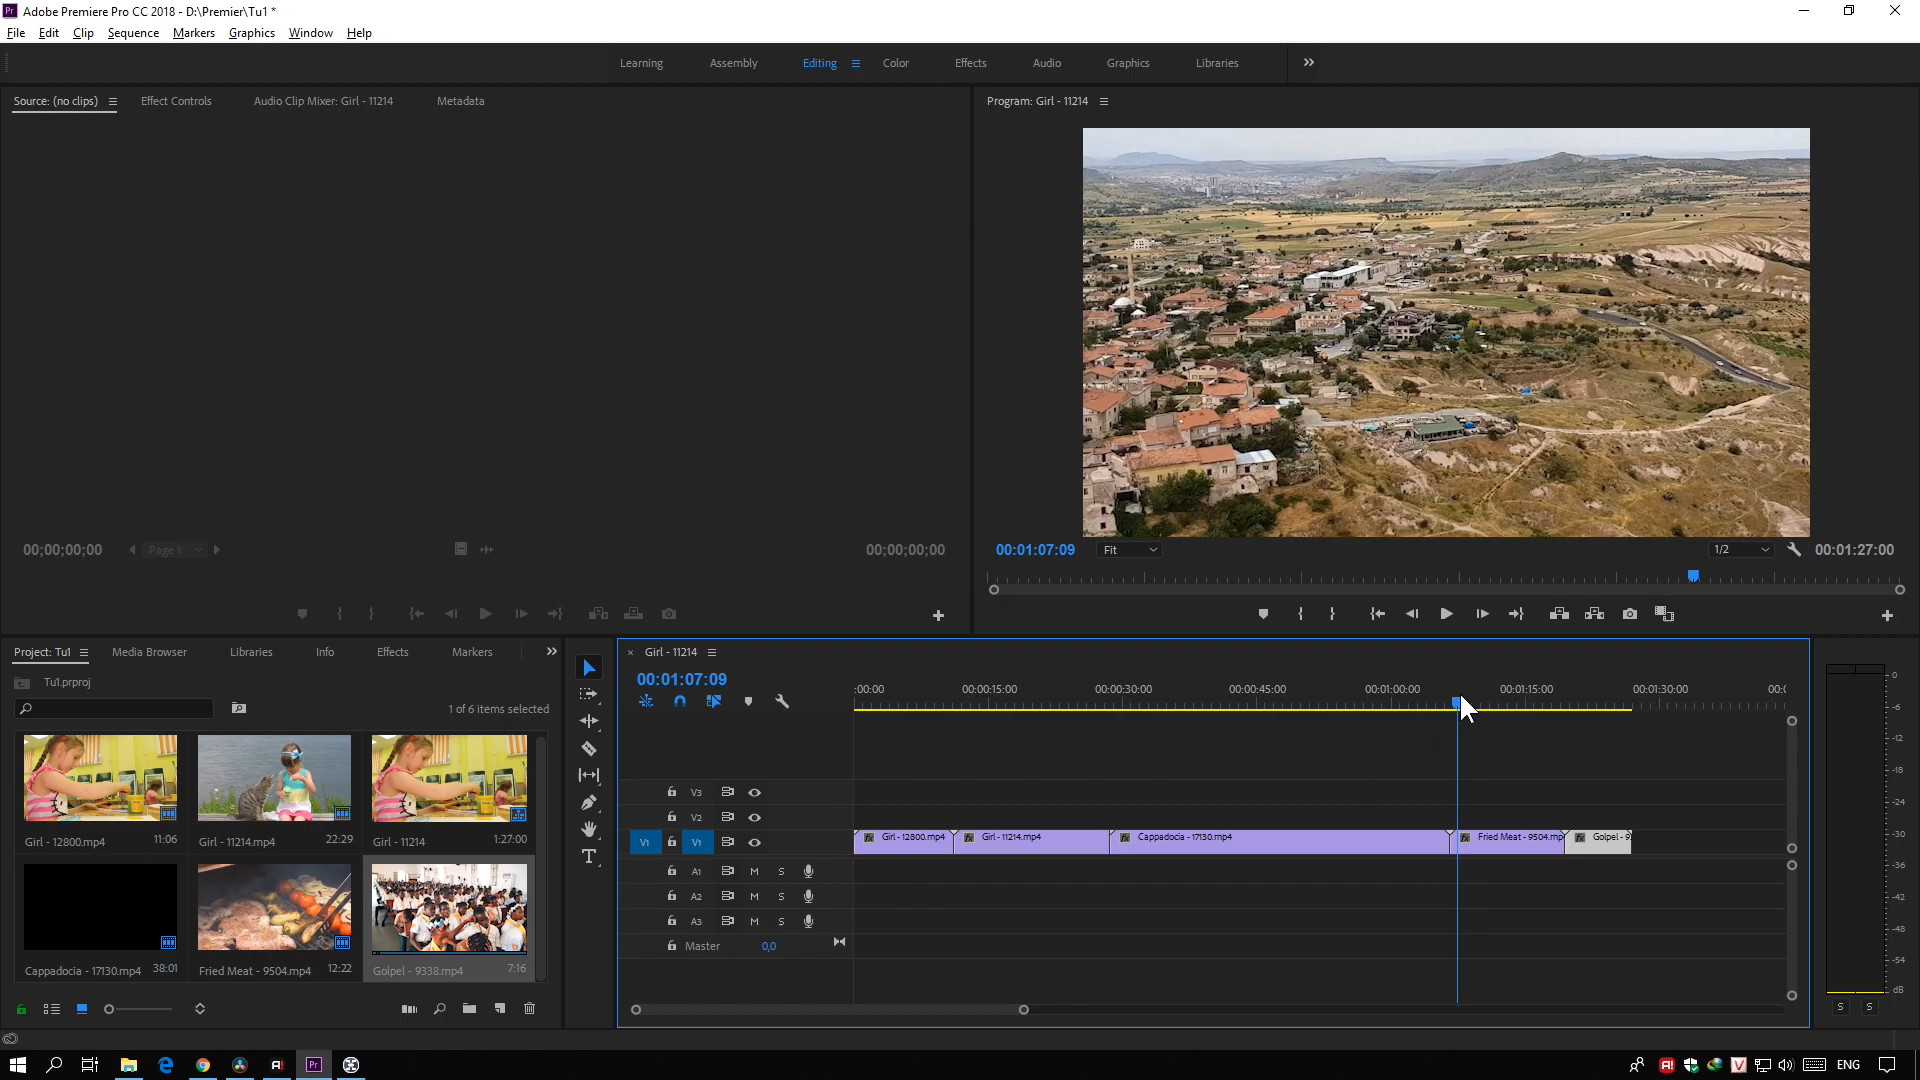 Adobe Premiere Pro CC 2018 - D:\Premier\Tu1 *
File Edit Clip Sequence Markers Graphics Window Help
Learning Assembly Editing Color Effects Audio Graphics Libraries
Source: (no clips) Effect Controls Audio Clip Mixer: Girl - 11214 Metadata
Program: Girl - 11214
00;00;00;00 Page 1 00;00;00;00
00:01:07:09 Fit 1/2 00:01:27:00
Project: Tu1 Media Browser Libraries Info Effects Markers
Tu1.prproj
1 of 6 items selected
Girl - 12800.mp4 11:06
Girl - 11214.mp4 22:29
Girl - 11214 1:27:00
Cappadocia - 17130.mp4 38:01
Fried Meat - 9504.mp4 12:22
Golpel - 9338.mp4 7:16
Girl - 11214
00:01:07:09
:00:00 00:00:15:00 00:00:30:00 00:00:45:00 00:01:00:00 00:01:15:00 00:01:30:00
V3
V2
V1 V1
Girl - 12800.mp4 Girl - 11214.mp4 Cappadocia - 17130.mp4 Fried Meat - 9504.mp Golpel - 9
A1 M S
A2 M S
A3 M S
Master 0,0
0
-6
-12
-18
-24
-30
-36
-42
-48
-54
dB
S S
ENG